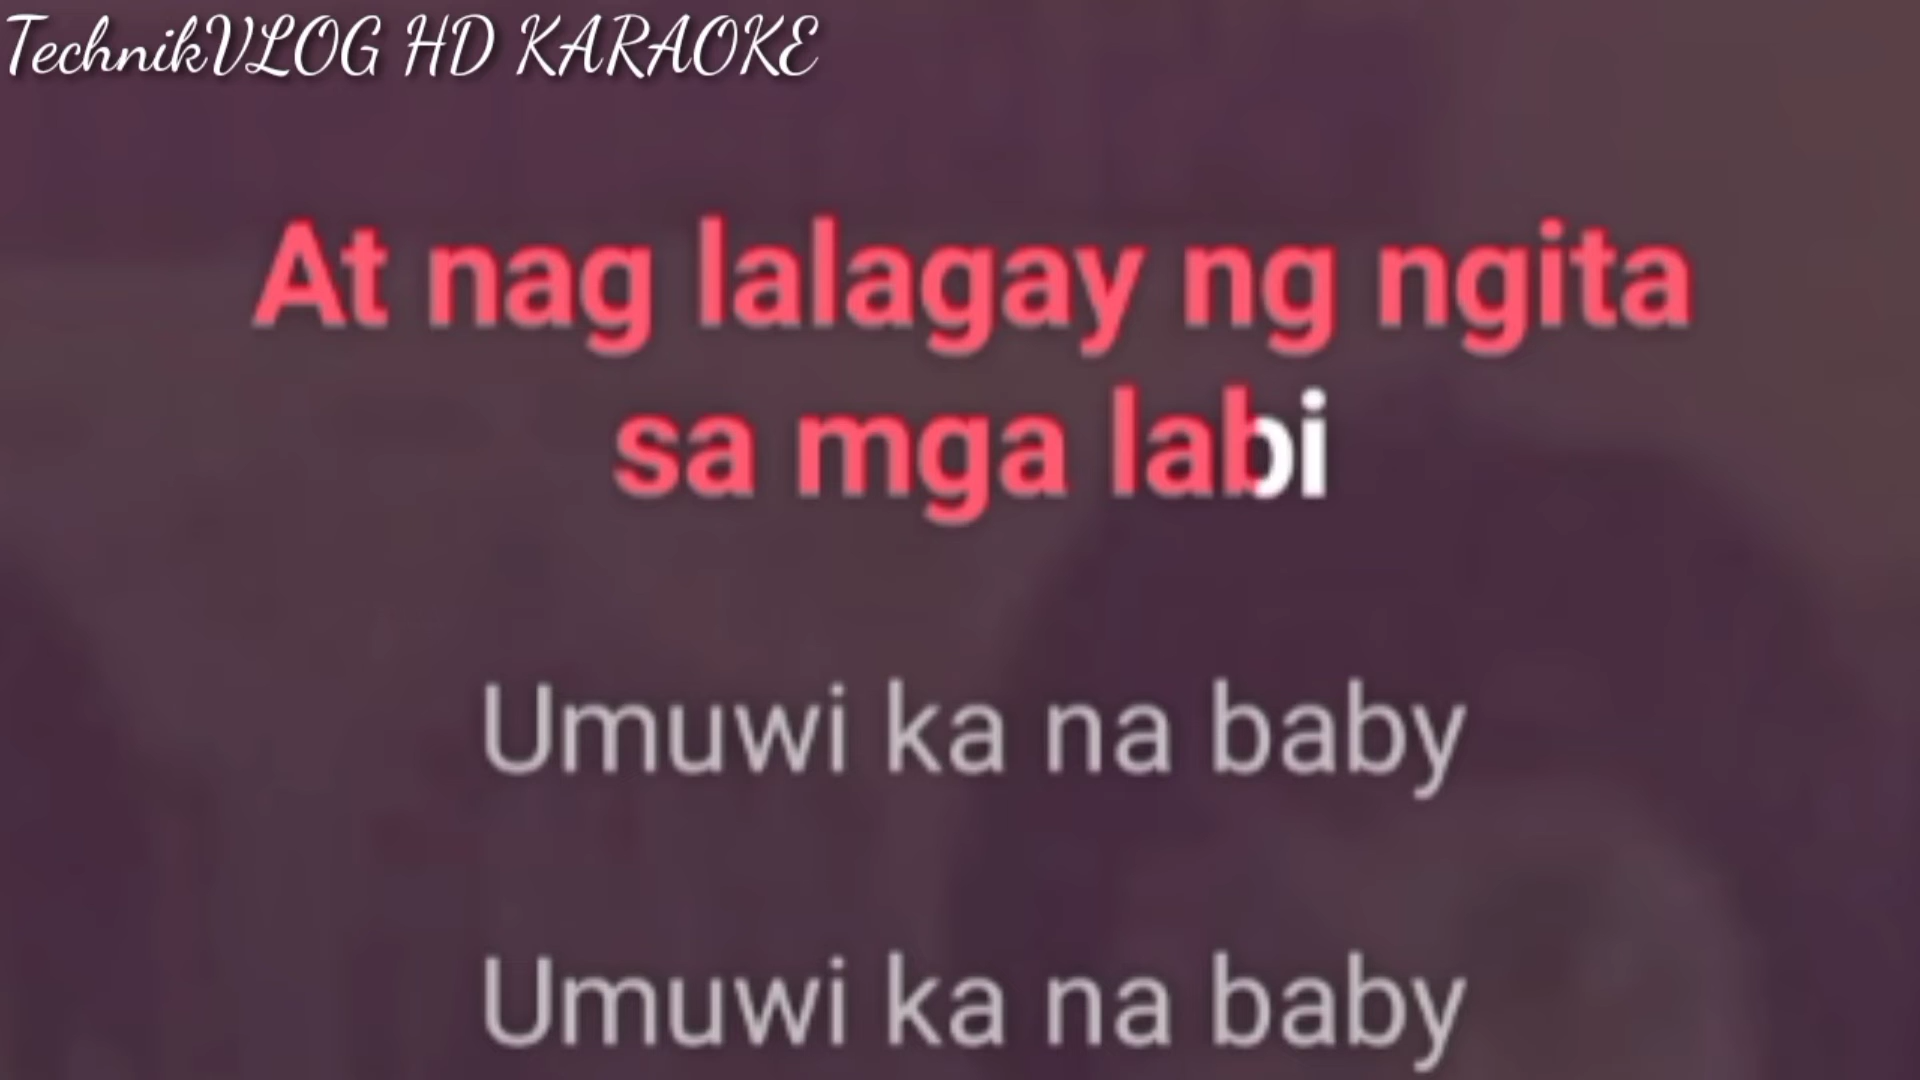 TechnikVLOG HD KARAOKE
At nag lalagay ng ngita
sa mga labi
Umuwi ka na baby
Umuwi ka na baby